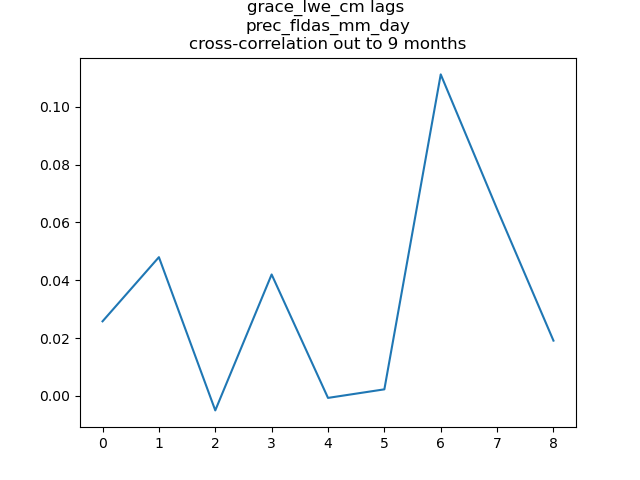 grace_lwe_cm lags
prec_fldas_mm_day
cross-correlation out to 9 months
0.10
0.08
0.06
0.04
0.02
0.00
0 1 2 3 4 5 6 7 8